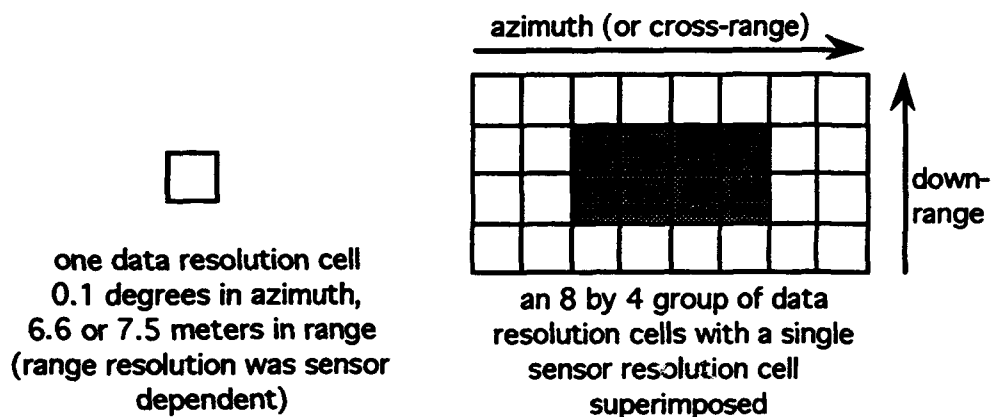 azimuth (or cross-range)
down-
range
one data resolution cell
0.1 degrees in azimuth,
6.6 or 7.5 meters in range
(range resolution was sensor
dependent)
an 8 by 4 group of data
resolution cells with a single
sensor resolution cell
superimposed